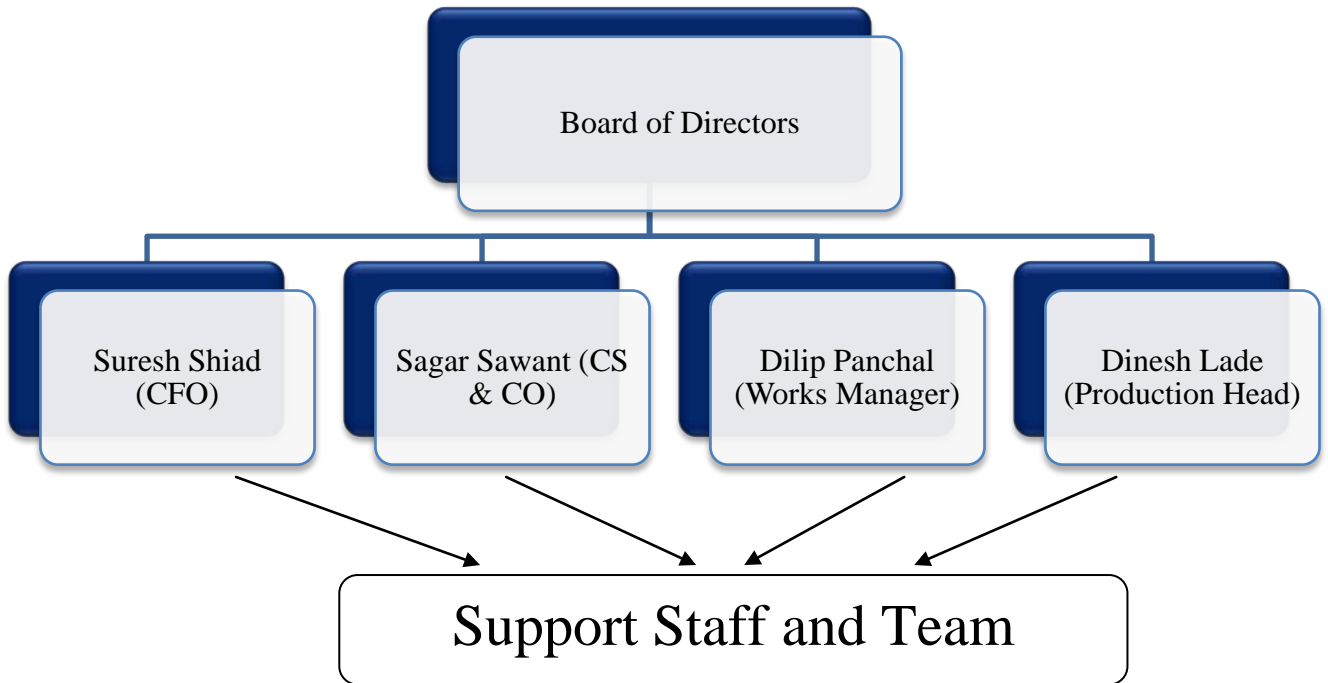 Board of Directors
Suresh Shiad
(CFO)
Sagar Sawant (CS
& CO)
Dilip Panchal
(Works Manager)
Dinesh Lade
(Production Head)
Support Staff and Team